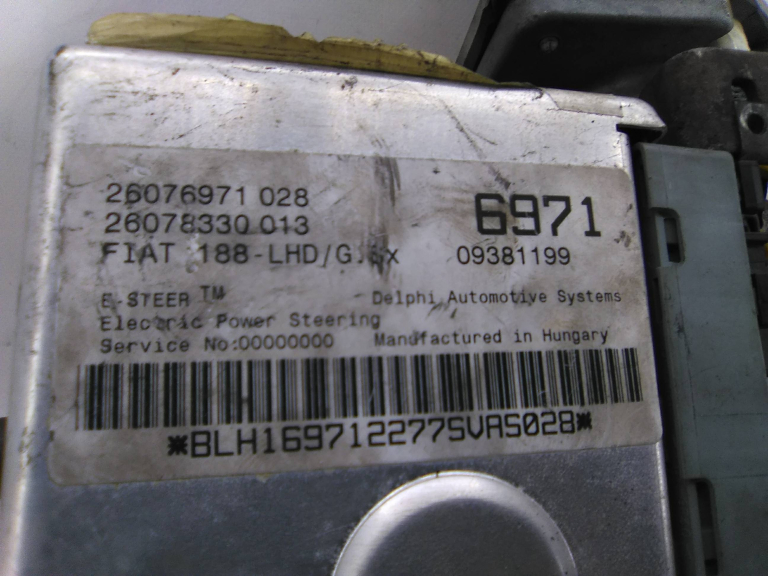 26076971 028
6971
26078330 013
FIAT 188-LHD/G. x 09381199
E-STEER TM Delphi Automotive Systems
Electric Power Steering
Service No:00000000 Manufactured in Hungary
*BLH1697122775VAS028*